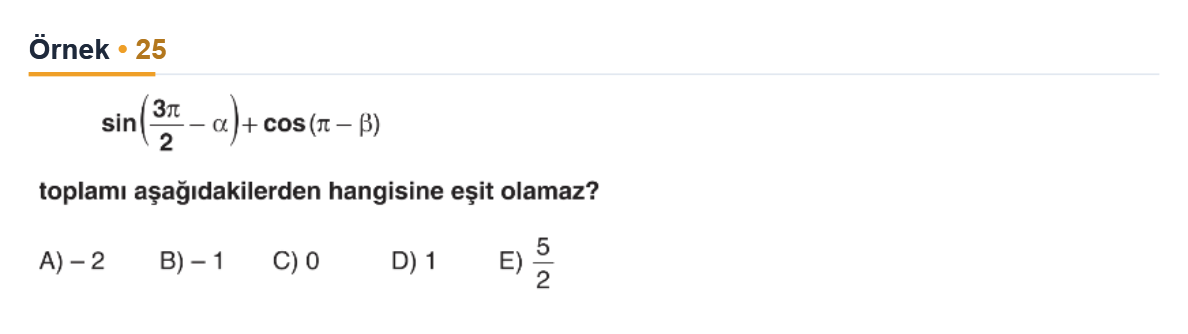 Örnek • 25
sin(3π/2 − α) + cos(π − β)
toplamı aşağıdakilerden hangisine eşit olamaz?
A) − 2 B) − 1 C) 0 D) 1 E) 5/2